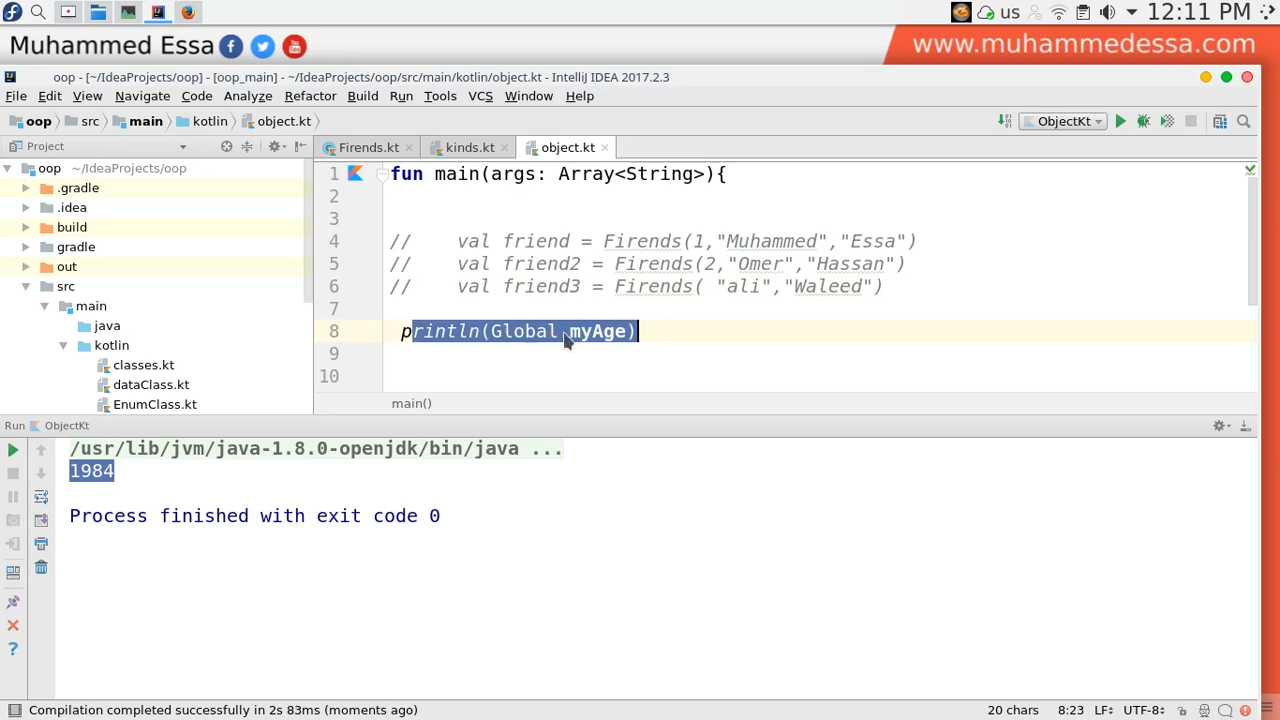 us 12:11 PM
Muhammed Essa
www.muhammedessa.com
oop - [~/IdeaProjects/oop] - [oop_main] - ~/IdeaProjects/oop/src/main/kotlin/object.kt - IntelliJ IDEA 2017.2.3
File Edit View Navigate Code Analyze Refactor Build Run Tools VCS Window Help
oop src main kotlin object.kt ObjectKt
Project Firends.kt kinds.kt object.kt
oop ~/IdeaProjects/oop
.gradle
.idea
build
gradle
out
src
main
java
kotlin
classes.kt
dataClass.kt
EnumClass.kt
1 fun main(args: Array<String>){
2
3
4 // val friend = Firends(1,"Muhammed","Essa")
5 // val friend2 = Firends(2,"Omer","Hassan")
6 // val friend3 = Firends( "ali","Waleed")
7
8 println(Global.myAge)
9
10
main()
Run ObjectKt
/usr/lib/jvm/java-1.8.0-openjdk/bin/java ...
1984
Process finished with exit code 0
Compilation completed successfully in 2s 83ms (moments ago) 20 chars 8:23 LF÷ UTF-8÷